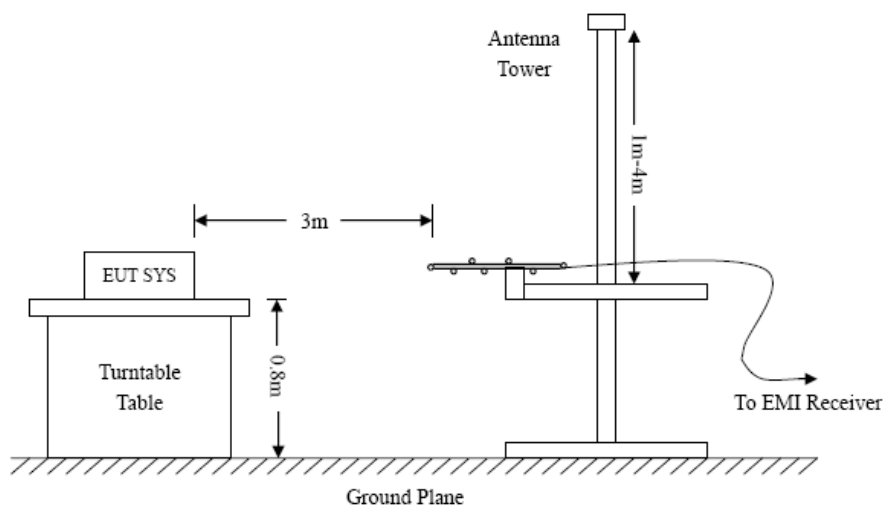 Antenna
Tower
1m-4m
3m
EUT SYS
0.8m
Turntable
Table
To EMI Receiver
Ground Plane